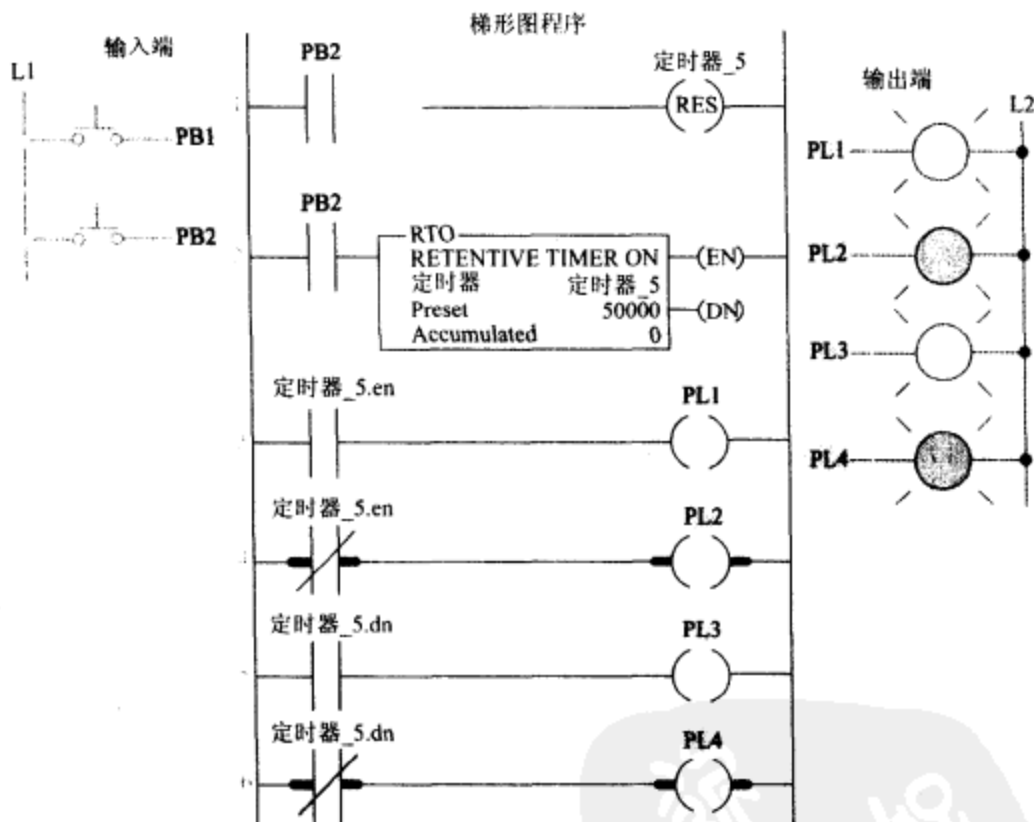 梯形图程序
输入端
L1
PB1
PB2
PB2
定时器_5
RES
PB2
RTO
RETENTIVE TIMER ON
定时器 定时器_5
Preset 50000
Accumulated 0
(EN)
(DN)
定时器_5.en
PL1
定时器_5.en
PL2
定时器_5.dn
PL3
定时器_5.dn
PL4
输出端
L2
PL1
PL2
PL3
PL4